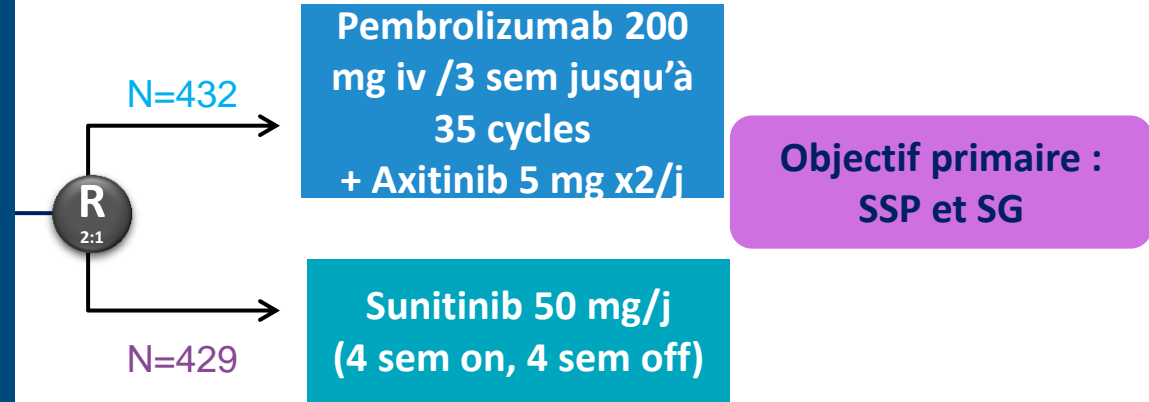 Pembrolizumab 200
mg iv /3 sem jusqu’à
35 cycles
+ Axitinib 5 mg x2/j
N=432
Objectif primaire :
SSP et SG
R
2:1
Sunitinib 50 mg/j
(4 sem on, 4 sem off)
N=429